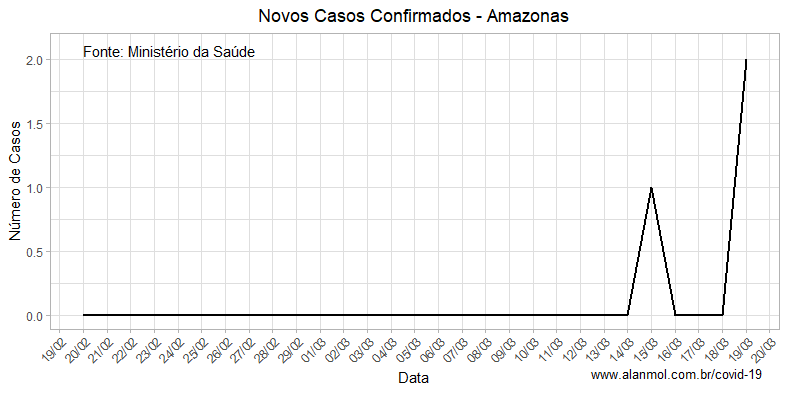 Novos Casos Confirmados - Amazonas
Fonte: Ministério da Saúde
Número de Casos
2.0
1.5
1.0
0.5
0.0
19/02 20/02 21/02 22/02 23/02 24/02 25/02 26/02 27/02 28/02 29/02 01/03 02/03 03/03 04/03 05/03 06/03 07/03 08/03 09/03 10/03 11/03 12/03 13/03 14/03 15/03 16/03 17/03 18/03 19/03 20/03
Data
www.alanmol.com.br/covid-19